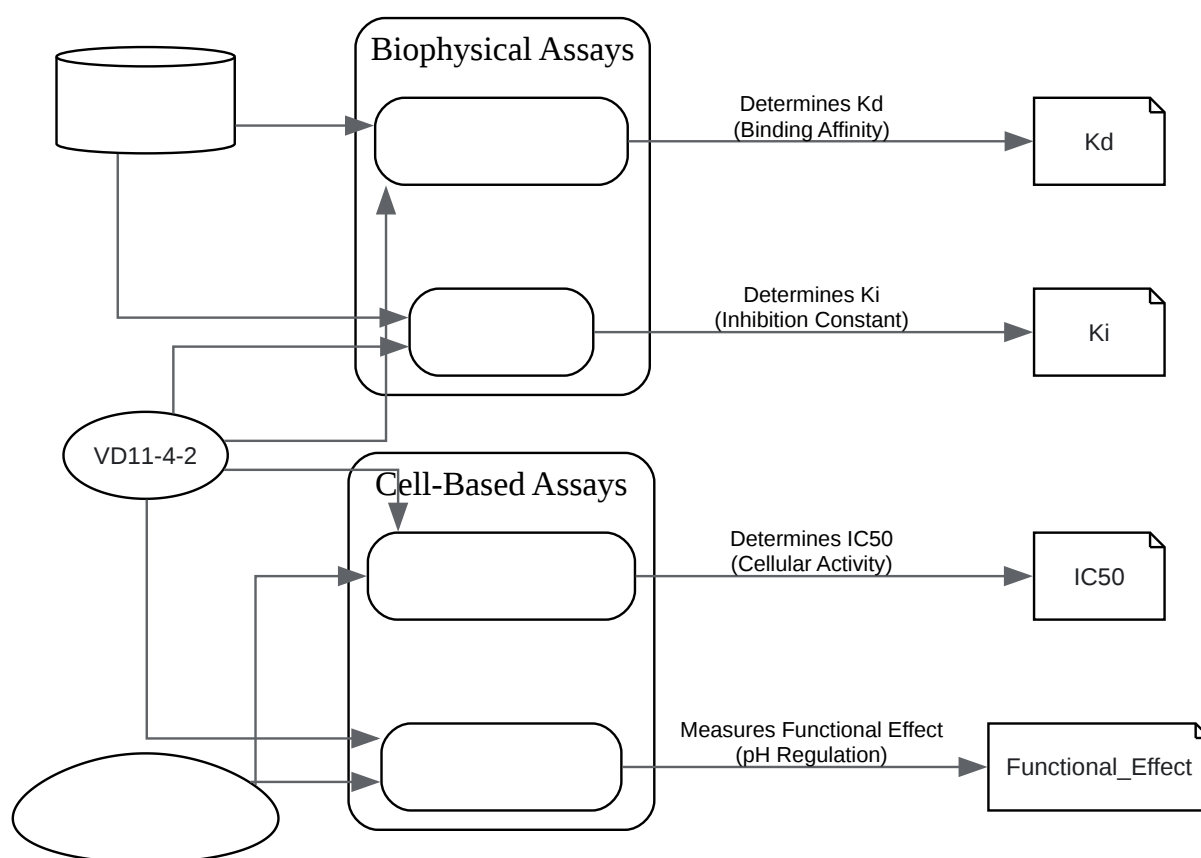 Biophysical Assays
Determines Kd
(Binding Affinity)
Kd
Determines Ki
(Inhibition Constant)
Ki
VD11-4-2
Cell-Based Assays
Determines IC50
(Cellular Activity)
IC50
Measures Functional Effect
(pH Regulation)
Functional_Effect